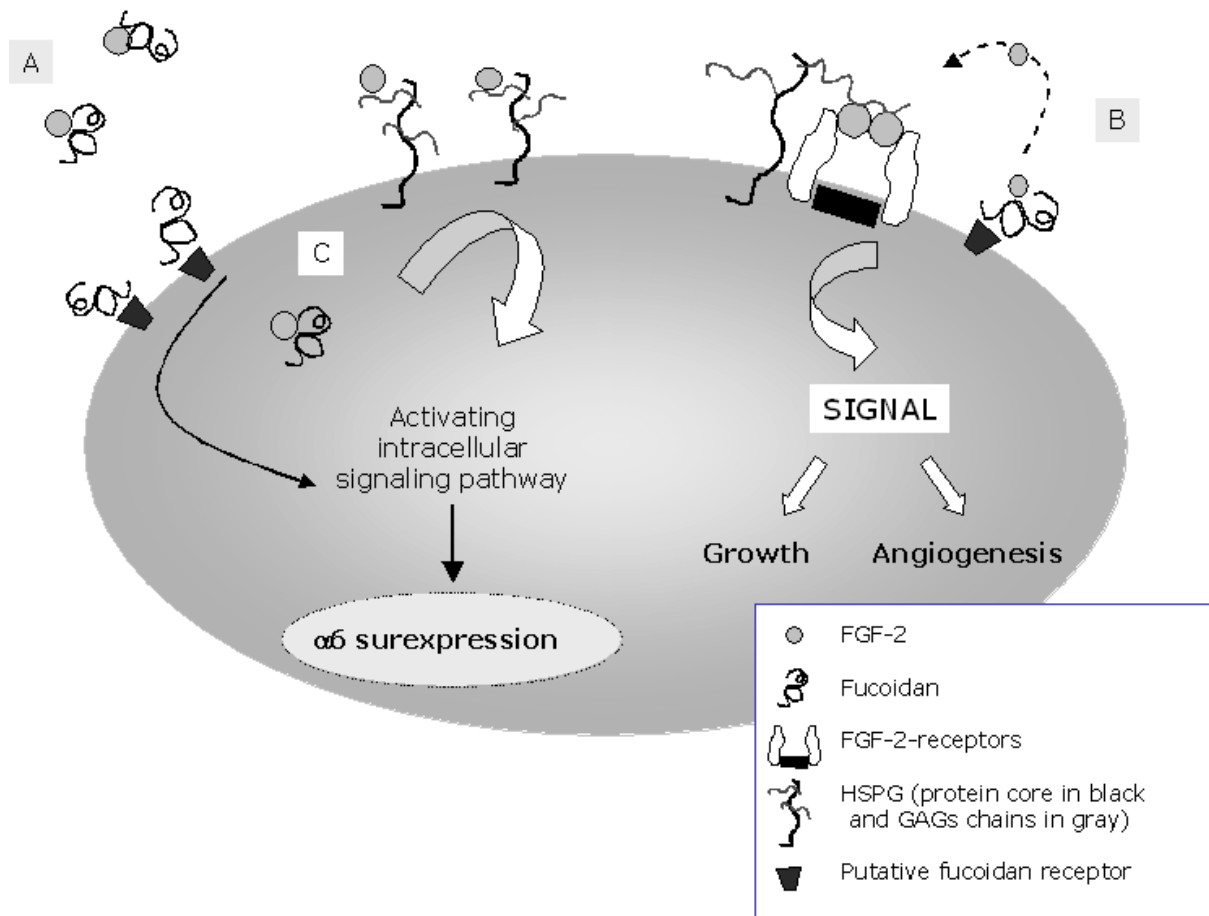 A
B
C
Activating
intracellular
signaling pathway
α6 surexpression
SIGNAL
Growth
Angiogenesis
FGF-2
Fucoidan
FGF-2-receptors
HSPG (protein core in black
and GAGs chains in gray)
Putative fucoidan receptor